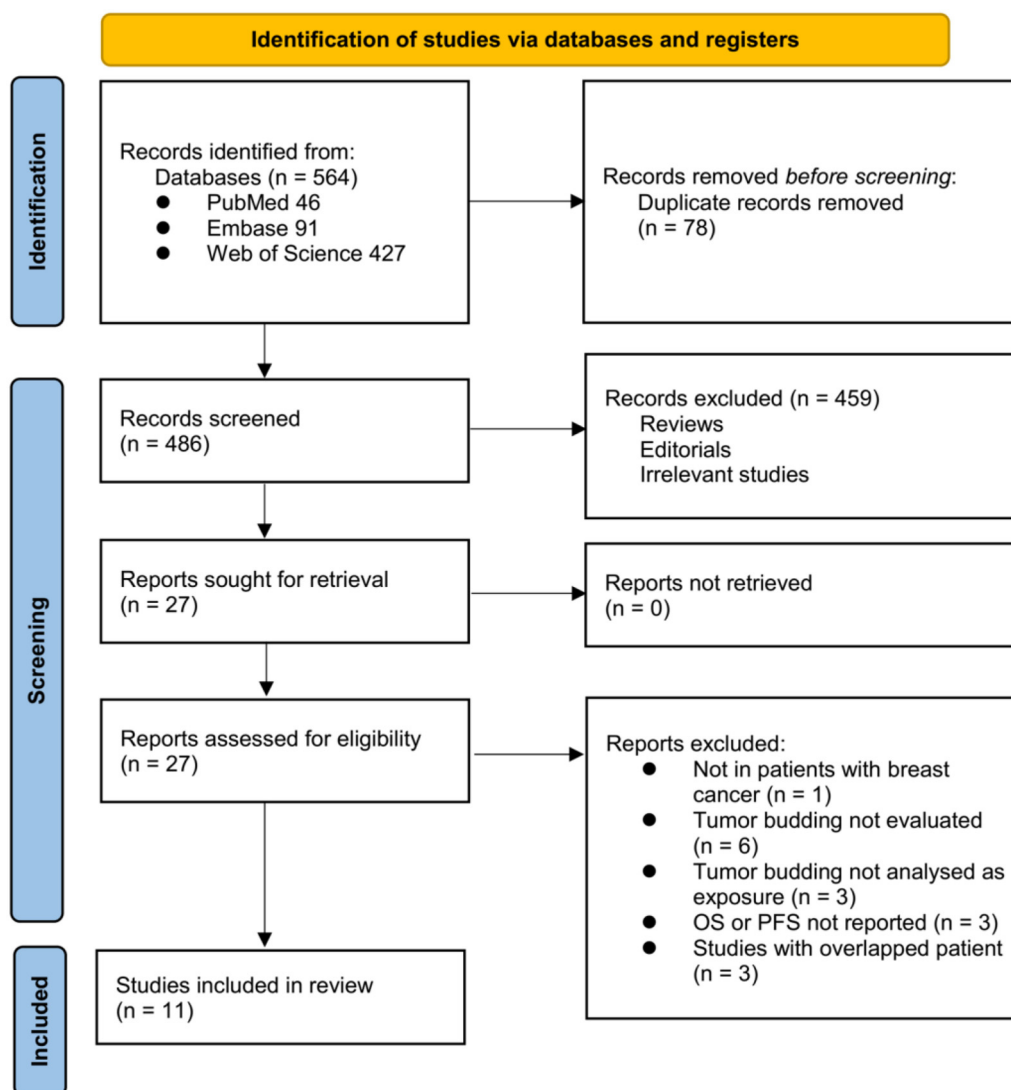 Identification of studies via databases and registers
Identification
Records identified from:
Databases (n = 564)
● PubMed 46
● Embase 91
● Web of Science 427
Records removed before screening:
Duplicate records removed
(n = 78)
Screening
Records screened
(n = 486)
Records excluded (n = 459)
Reviews
Editorials
Irrelevant studies
Reports sought for retrieval
(n = 27)
Reports not retrieved
(n = 0)
Reports assessed for eligibility
(n = 27)
Reports excluded:
● Not in patients with breast
cancer (n = 1)
● Tumor budding not evaluated
(n = 6)
● Tumor budding not analysed as
exposure (n = 3)
● OS or PFS not reported (n = 3)
● Studies with overlapped patient
(n = 3)
Included
Studies included in review
(n = 11)